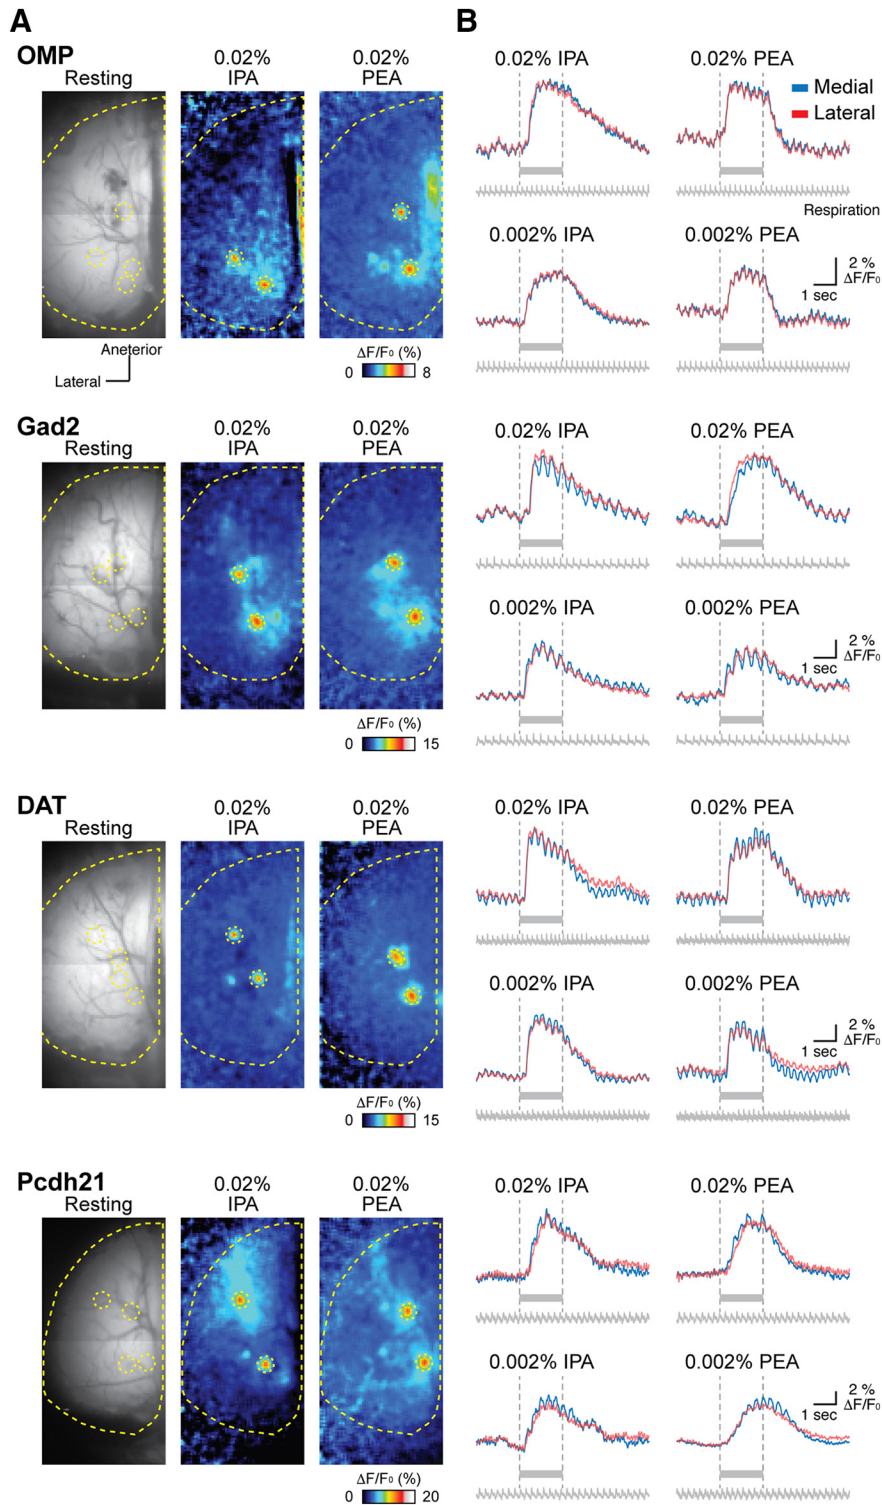 A
B
OMP
Resting
0.02%
IPA
0.02%
PEA
Aneterior
Lateral
ΔF/F0 (%)
0 8
0.02% IPA
0.02% PEA
Medial
Lateral
Respiration
0.002% IPA
0.002% PEA
2 %
ΔF/F0
1 sec
Gad2
Resting
0.02%
IPA
0.02%
PEA
ΔF/F0 (%)
0 15
0.02% IPA
0.02% PEA
0.002% IPA
0.002% PEA
2 %
ΔF/F0
1 sec
DAT
Resting
0.02%
IPA
0.02%
PEA
ΔF/F0 (%)
0 15
0.02% IPA
0.02% PEA
0.002% IPA
0.002% PEA
2 %
ΔF/F0
1 sec
Pcdh21
Resting
0.02%
IPA
0.02%
PEA
ΔF/F0 (%)
0 20
0.02% IPA
0.02% PEA
0.002% IPA
0.002% PEA
2 %
ΔF/F0
1 sec